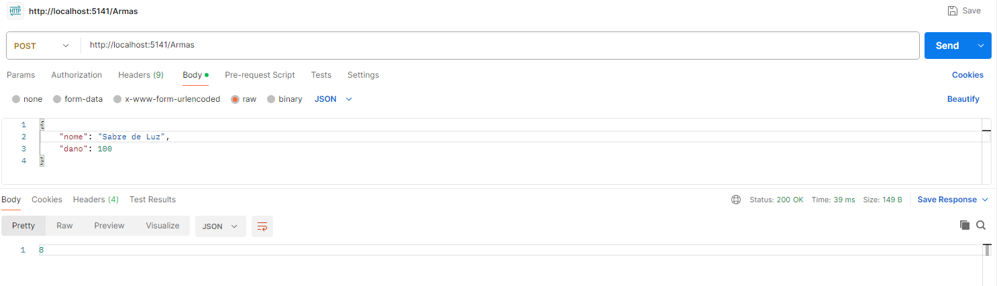 HTTP http://localhost:5141/Armas Save
POST http://localhost:5141/Armas Send
Params Authorization Headers (9) Body Pre-request Script Tests Settings Cookies
none form-data x-www-form-urlencoded raw binary JSON Beautify
1 {
2 "nome": "Sabre de Luz",
3 "dano": 100
4 }
Body Cookies Headers (4) Test Results Status: 200 OK Time: 39 ms Size: 149 B Save Response
Pretty Raw Preview Visualize JSON
1 8